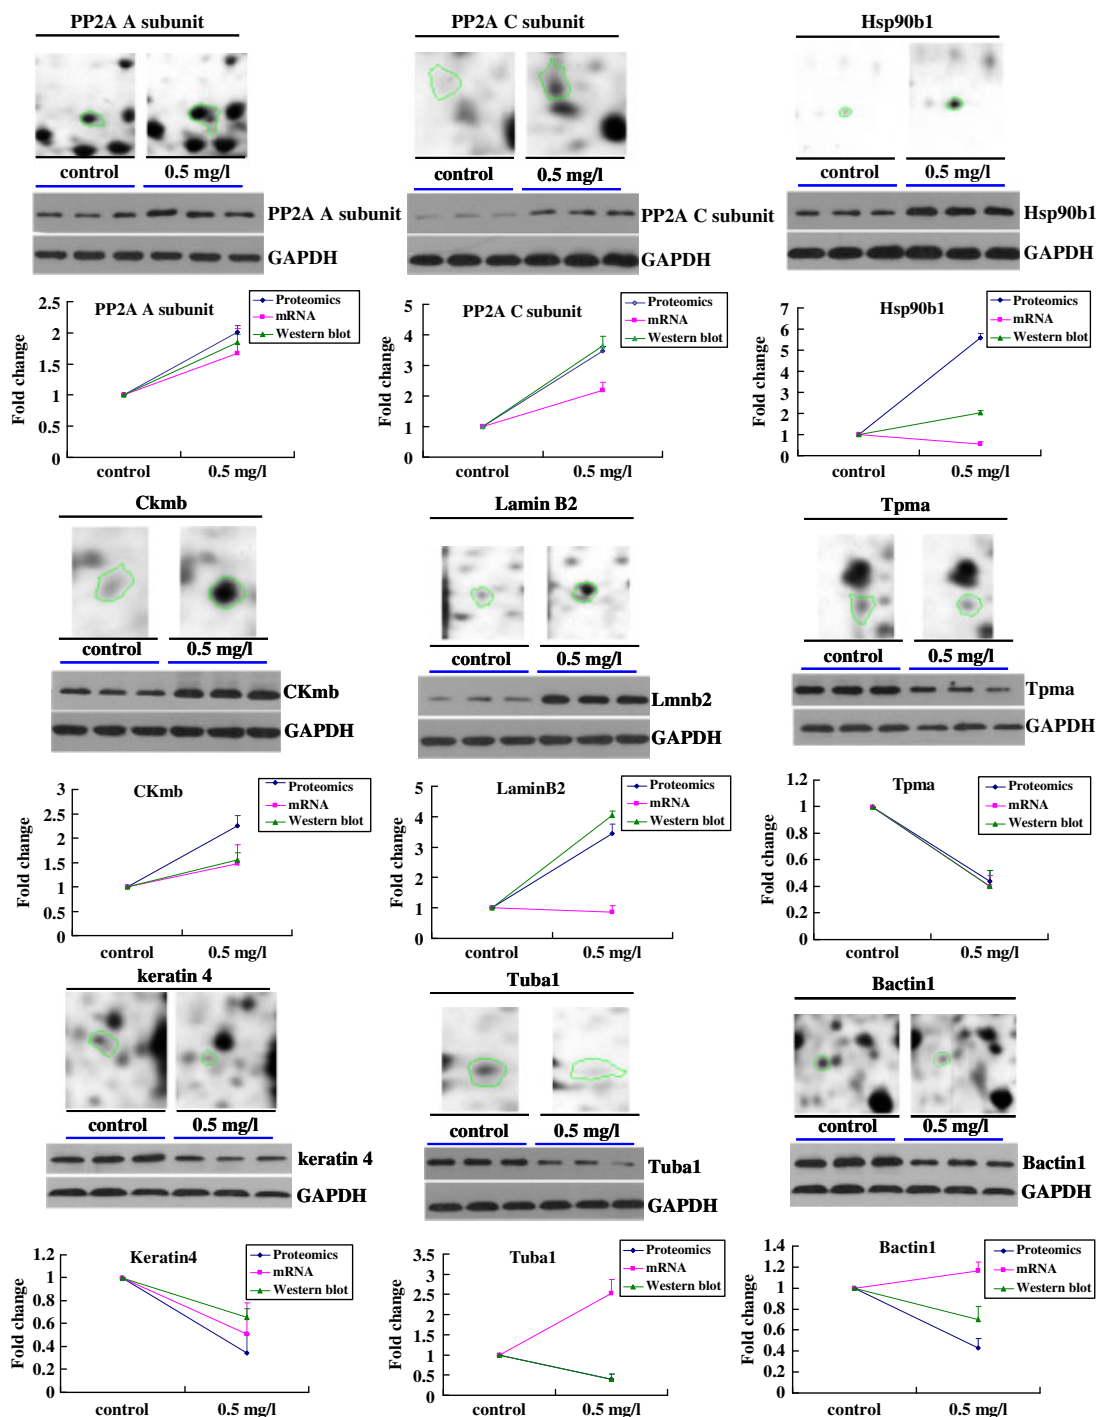 PP2A A subunit
control
0.5 mg/l
PP2A A subunit
GAPDH
PP2A A subunit
Proteomics
mRNA
Western blot
Fold change
2.5
2
1.5
1
0.5
0
control
0.5 mg/l
PP2A C subunit
control
0.5 mg/l
PP2A C subunit
GAPDH
PP2A C subunit
Proteomics
mRNA
Western blot
Fold change
5
4
3
2
1
0
control
0.5 mg/l
Hsp90b1
control
0.5 mg/l
Hsp90b1
GAPDH
Hsp90b1
Proteomics
mRNA
Western blot
Fold change
7
6
5
4
3
2
1
0
control
0.5 mg/l
Ckmb
control
0.5 mg/l
CKmb
GAPDH
CKmb
Proteomics
mRNA
Western blot
Fold change
3
2.5
2
1.5
1
0.5
0
control
0.5 mg/l
Lamin B2
control
0.5 mg/l
Lmnb2
GAPDH
LaminB2
Proteomics
mRNA
Western blot
Fold change
5
4
3
2
1
0
control
0.5 mg/l
Tpma
control
0.5 mg/l
Tpma
GAPDH
Tpma
Proteomics
mRNA
Western blot
Fold change
1.2
1
0.8
0.6
0.4
0.2
0
control
0.5 mg/l
keratin 4
control
0.5 mg/l
keratin 4
GAPDH
Keratin4
Proteomics
mRNA
Western blot
Fold change
1.2
1
0.8
0.6
0.4
0.2
0
control
0.5 mg/l
Tuba1
control
0.5 mg/l
Tuba1
GAPDH
Tuba1
Proteomics
mRNA
Western blot
Fold change
3.5
3
2.5
2
1.5
1
0.5
0
control
0.5 mg/l
Bactin1
control
0.5 mg/l
Bactin1
GAPDH
Bactin1
Proteomics
mRNA
Western blot
Fold change
1.4
1.2
1
0.8
0.6
0.4
0.2
0
control
0.5 mg/l